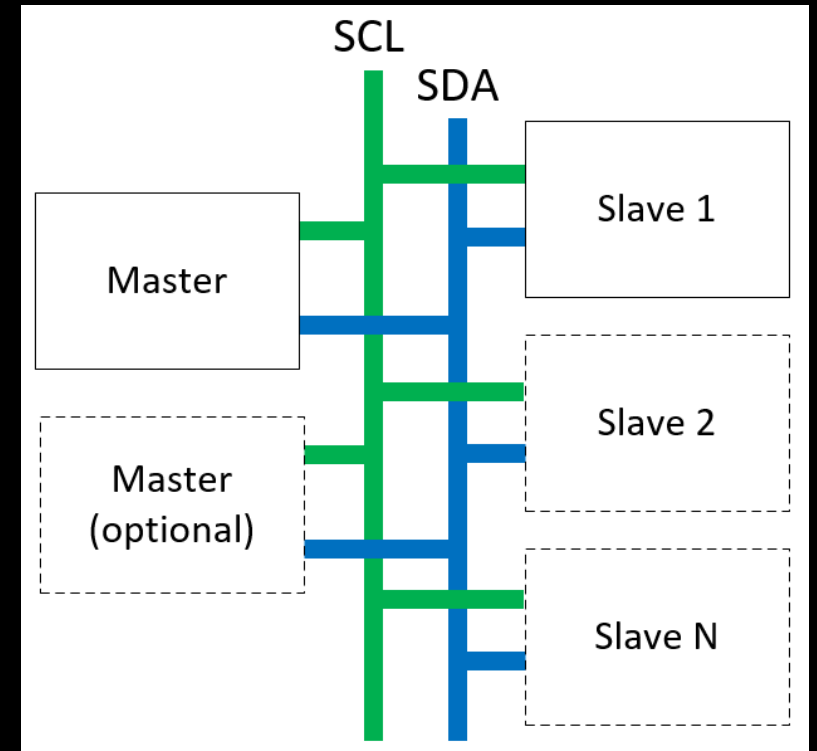 SCL
SDA
Slave 1
Master
Slave 2
Master
(optional)
Slave N